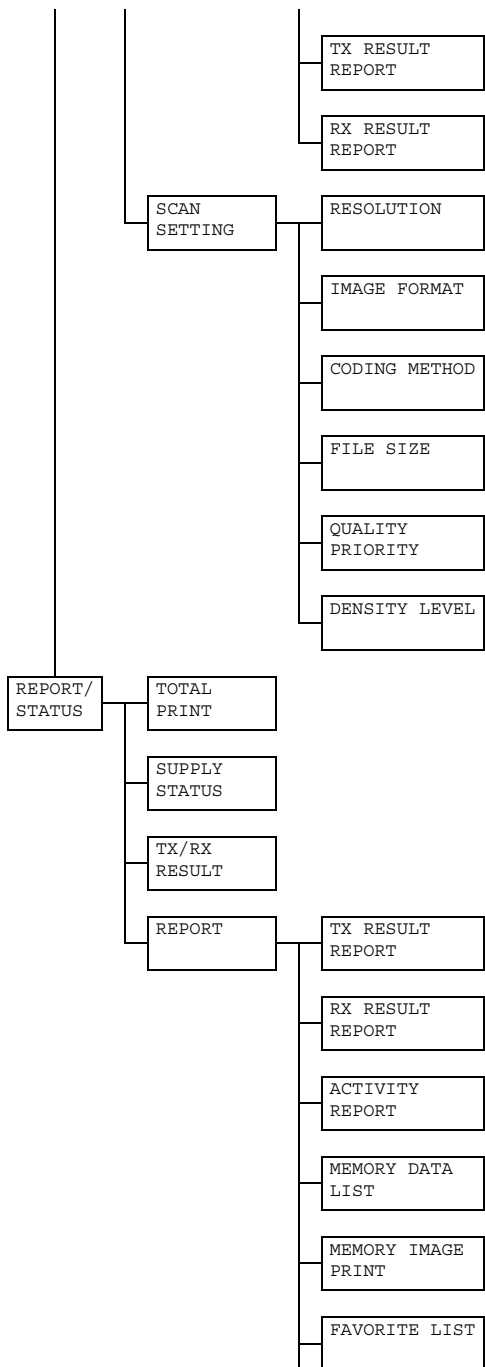 TX RESULT
REPORT
RX RESULT
REPORT
SCAN
SETTING
RESOLUTION
IMAGE FORMAT
CODING METHOD
FILE SIZE
QUALITY
PRIORITY
DENSITY LEVEL
REPORT/
STATUS
TOTAL
PRINT
SUPPLY
STATUS
TX/RX
RESULT
REPORT
TX RESULT
REPORT
RX RESULT
REPORT
ACTIVITY
REPORT
MEMORY DATA
LIST
MEMORY IMAGE
PRINT
FAVORITE LIST